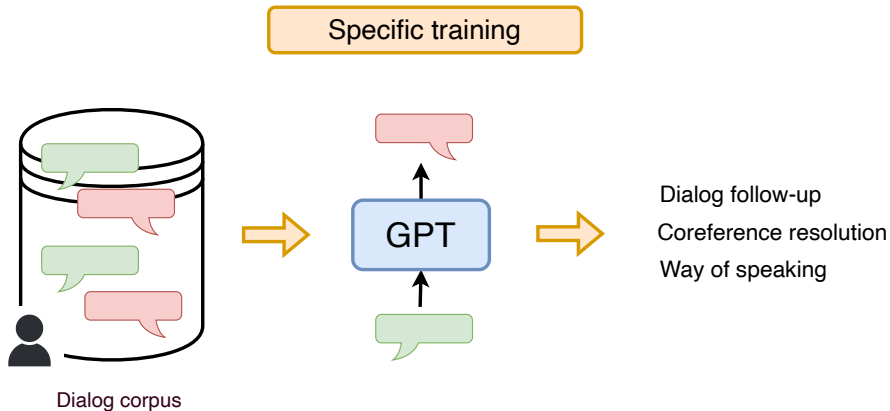 Specific training
GPT
Dialog follow-up
Coreference resolution
Way of speaking
Dialog corpus